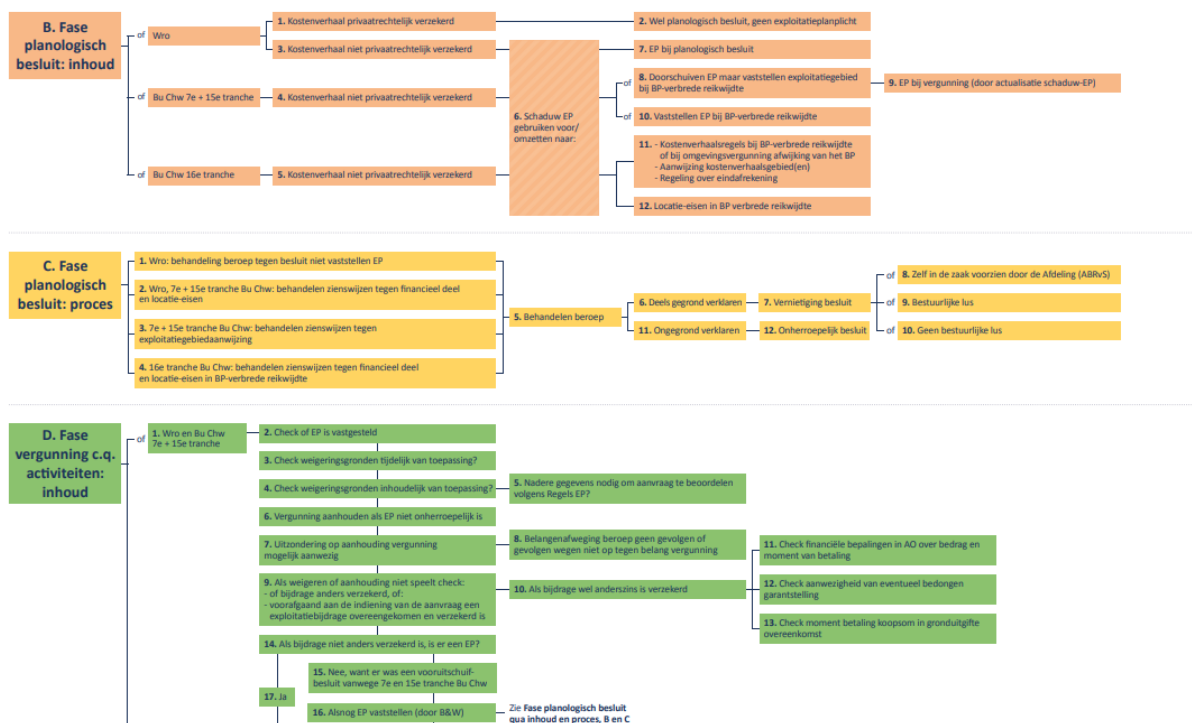 B. Fase
planologisch
besluit: inhoud
of
Wro
1. Kostenverhaal privaatrechtelijk verzekerd
2. Wel planologisch besluit, geen exploitatieplanplicht
3. Kostenverhaal niet privaatrechtelijk verzekerd
7. EP bij planologisch besluit
of
8. Doorschuiven EP maar vaststellen exploitatiegebied
bij BP-verbrede reikwijdte
9. EP bij vergunning (door actualisatie schaduw-EP)
of
Bu Chw 7e + 15e tranche
4. Kostenverhaal niet privaatrechtelijk verzekerd
6. Schaduw EP
gebruiken voor/
omzetten naar:
of
10. Vaststellen EP bij BP-verbrede reikwijdte
11. - Kostenverhaalsregels bij BP-verbrede reikwijdte
of bij omgevingsvergunning afwijking van het BP
- Aanwijzing kostenverhaalsgebied(en)
- Regeling over eindafrekening
of
Bu Chw 16e tranche
5. Kostenverhaal niet privaatrechtelijk verzekerd
12. Locatie-eisen in BP verbrede reikwijdte
C. Fase
planologisch
besluit: proces
1. Wro: behandeling beroep tegen besluit niet vaststellen EP
2. Wro, 7e + 15e tranche Bu Chw: behandelen zienswijzen tegen financieel deel
en locatie-eisen
3. 7e + 15e tranche Bu Chw: behandelen zienswijzen tegen
exploitatiegebiedaanwijzing
4. 16e tranche Bu Chw: behandelen zienswijzen tegen financieel deel
en locatie-eisen in BP-verbrede reikwijdte
5. Behandelen beroep
6. Deels gegrond verklaren
7. Vernietiging besluit
of
8. Zelf in de zaak voorzien door de Afdeling (ABRvS)
of
9. Bestuurlijke lus
11. Ongegrond verklaren
12. Onherroepelijk besluit
of
10. Geen bestuurlijke lus
D. Fase
vergunning c.q.
activiteiten:
inhoud
of
1. Wro en Bu Chw
7e + 15e tranche
2. Check of EP is vastgesteld
3. Check weigeringsgronden tijdelijk van toepassing?
4. Check weigeringsgronden inhoudelijk van toepassing?
5. Nadere gegevens nodig om aanvraag te beoordelen
volgens Regels EP?
6. Vergunning aanhouden als EP niet onherroepelijk is
7. Uitzondering op aanhouding vergunning
mogelijk aanwezig
8. Belangenafweging beroep geen gevolgen of
gevolgen wegen niet op tegen belang vergunning
9. Als weigeren of aanhouding niet speelt check:
- of bijdrage anders verzekerd, of:
- voorafgaand aan de indiening van de aanvraag een
exploitatiebijdrage overeengekomen en verzekerd is
10. Als bijdrage wel anderszins is verzekerd
11. Check financiële bepalingen in AO over bedrag en
moment van betaling
12. Check aanwezigheid van eventueel bedongen
garantstelling
13. Check moment betaling koopsom in gronduitgifte
overeenkomst
14. Als bijdrage niet anders verzekerd is, is er een EP?
15. Nee, want er was een vooruitschuif-
besluit vanwege 7e en 15e tranche Bu Chw
17. Ja
16. Alsnog EP vaststellen (door B&W)
Zie Fase planologisch besluit
qua inhoud en proces, B en C